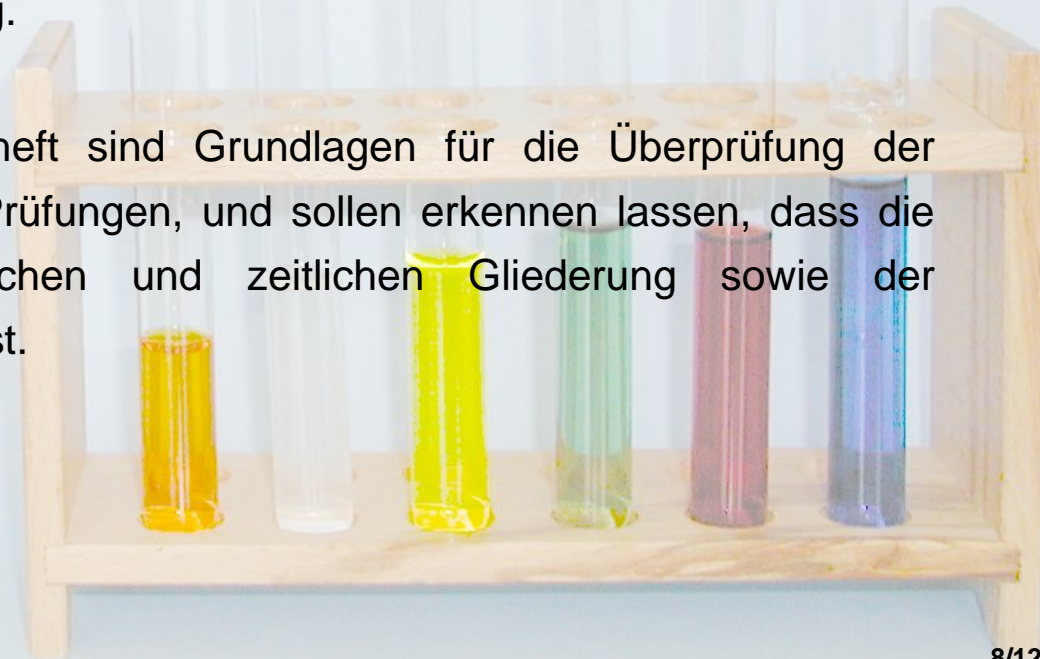 g.
heft sind Grundlagen für die Überprüfung der
Prüfungen, und sollen erkennen lassen, dass die
chen und zeitlichen Gliederung sowie der
st.
8/12